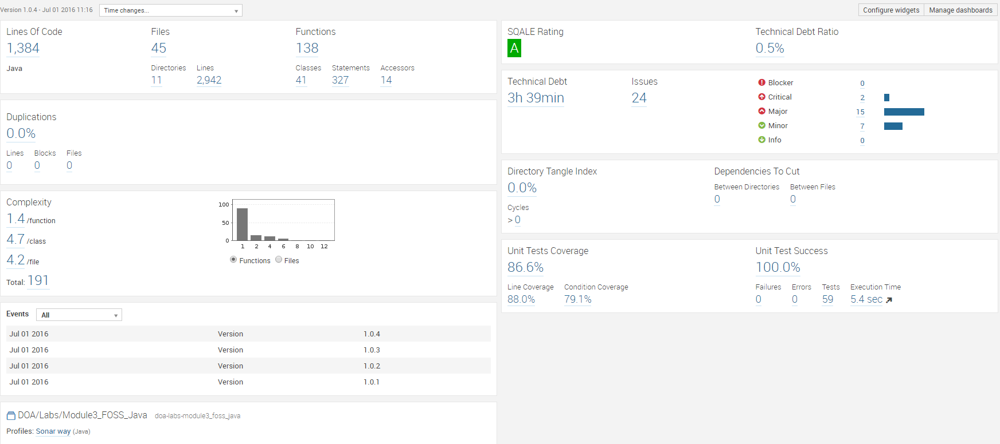 Version 1.0.4 - Jul 01 2016 11:16
Time changes...
Configure widgets
Manage dashboards
Lines Of Code
1,384
Java
Files
45
Directories Lines
11 2,942
Functions
138
Classes Statements Accessors
41 327 14
Duplications
0.0%
Lines Blocks Files
0 0 0
Complexity
1.4 /function
4.7 /class
4.2 /file
Total: 191
100
50
0
1 2 4 6 8 10 12
Functions Files
Events All
Jul 01 2016 Version 1.0.4
Jul 01 2016 Version 1.0.3
Jul 01 2016 Version 1.0.2
Jul 01 2016 Version 1.0.1
DOA/Labs/Module3_FOSS_Java doa-labs-module3_foss_java
Profiles: Sonar way (Java)
SQALE Rating
A
Technical Debt Ratio
0.5%
Technical Debt
3h 39min
Issues
24
Blocker 0
Critical 2
Major 15
Minor 7
Info 0
Directory Tangle Index
0.0%
Cycles
> 0
Dependencies To Cut
Between Directories Between Files
0 0
Unit Tests Coverage
86.6%
Line Coverage Condition Coverage
88.0% 79.1%
Unit Test Success
100.0%
Failures Errors Tests Execution Time
0 0 59 5.4 sec